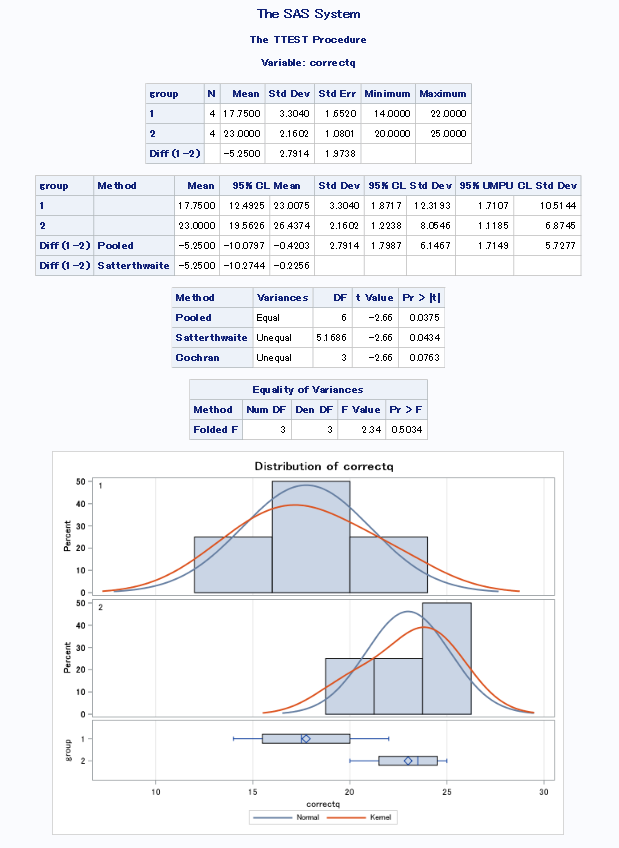 The SAS System
The TTEST Procedure
Variable: correctq
group N Mean Std Dev Std Err Minimum Maximum
1 4 17.7500 3.3040 1.6520 14.0000 22.0000
2 4 23.0000 2.1602 1.0801 20.0000 25.0000
Diff (1-2) -5.2500 2.7914 1.9738
group Method Mean 95% CL Mean Std Dev 95% CL Std Dev 95% UMPU CL Std Dev
1 17.7500 12.4925 23.0075 3.3040 1.8717 12.3193 1.7107 10.5144
2 23.0000 19.5626 26.4374 2.1602 1.2238 8.0546 1.1185 6.8745
Diff (1-2) Pooled -5.2500 -10.0797 -0.4203 2.7914 1.7987 6.1467 1.7149 5.7277
Diff (1-2) Satterthwaite -5.2500 -10.2744 -0.2256
Method Variances DF t Value Pr > |t|
Pooled Equal 6 -2.66 0.0375
Satterthwaite Unequal 5.1686 -2.66 0.0434
Cochran Unequal 3 -2.66 0.0763
Equality of Variances
Method Num DF Den DF F Value Pr > F
Folded F 3 3 2.34 0.5034
Distribution of correctq
50
1
40
30
20
10
0
Percent
50
2
40
30
20
10
0
Percent
1
2
group
10 15 20 25 30
correctq
Normal Kernel